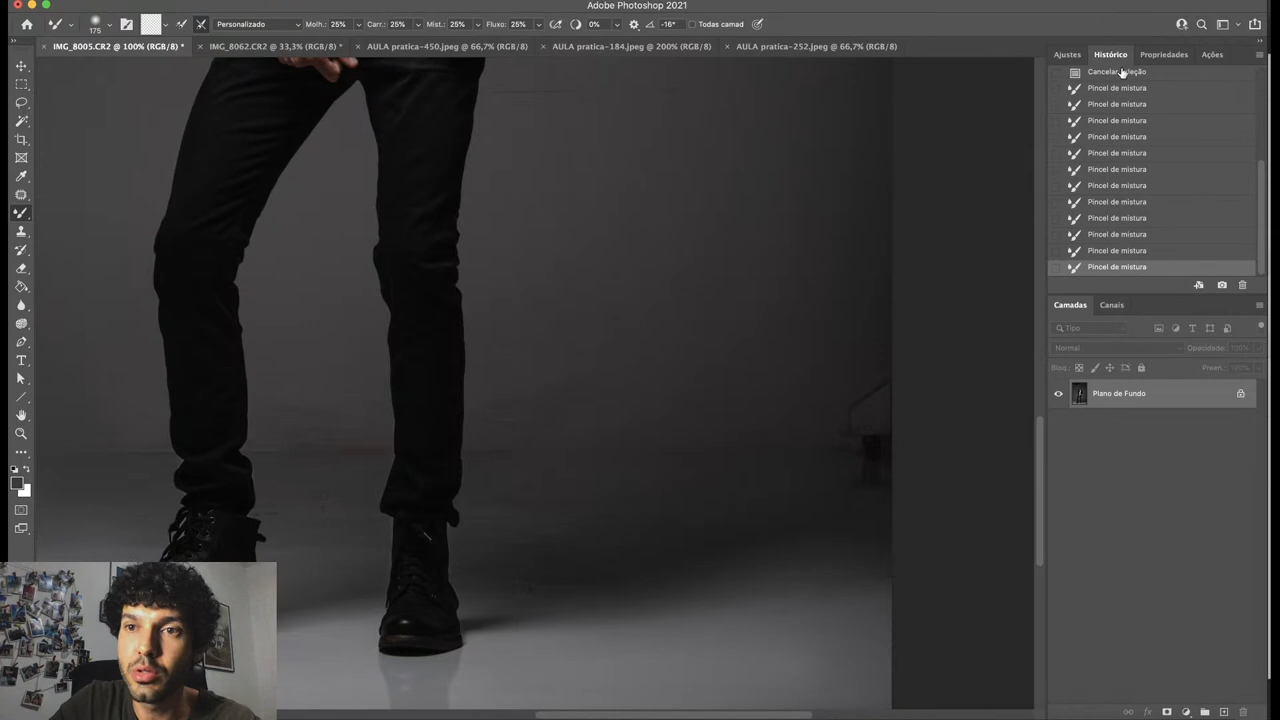 Adobe Photoshop 2021
175
Personalizado
Molh.: 25%
Carr.: 25%
Mist.: 25%
Fluxo: 25%
0%
-16°
Todas camad
IMG_8005.CR2 @ 100% (RGB/8) *
IMG_8062.CR2 @ 33,3% (RGB/8) *
AULA pratica-450.jpeg @ 66,7% (RGB/8)
AULA pratica-184.jpeg @ 200% (RGB/8)
AULA pratica-252.jpeg @ 66,7% (RGB/8)
Ajustes
Histórico
Propriedades
Ações
Pincel de mistura
Pincel de mistura
Pincel de mistura
Pincel de mistura
Pincel de mistura
Pincel de mistura
Pincel de mistura
Pincel de mistura
Pincel de mistura
Pincel de mistura
Pincel de mistura
Pincel de mistura
Camadas
Canais
Tipo
Normal
Opacidade: 100%
Bloq.:
Preen.: 100%
Plano de Fundo
fx